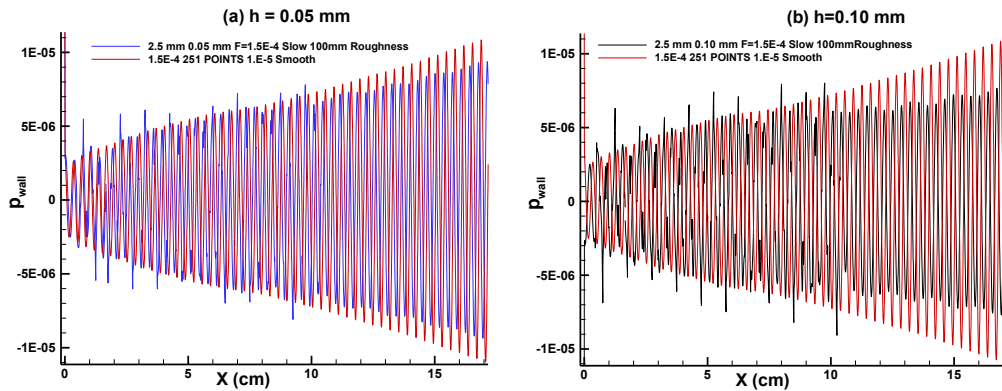 (a) h = 0.05 mm
2.5 mm 0.05 mm F=1.5E-4 Slow 100mm Roughness
1.5E-4 251 POINTS 1.E-5 Smooth
1E-05
5E-06
0
-5E-06
-1E-05
p_wall
0
5
10
15
X (cm)
(b) h=0.10 mm
2.5 mm 0.10 mm F=1.5E-4 Slow 100mmRoughness
1.5E-4 251 POINTS 1.E-5 Smooth
1E-05
5E-06
0
-5E-06
-1E-05
p_wall
0
5
10
15
X (cm)